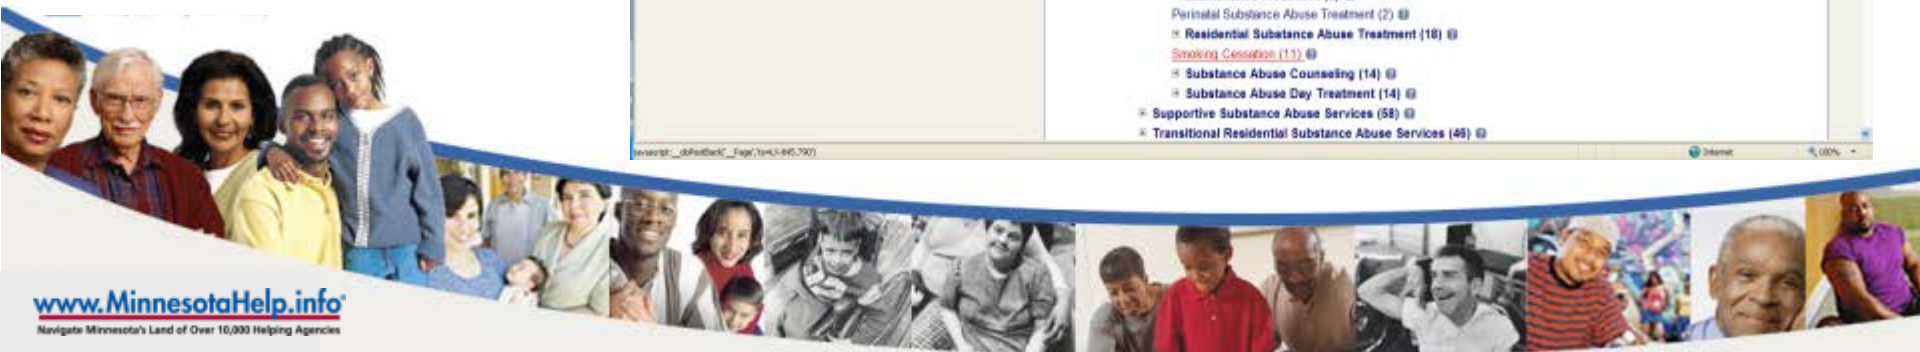 Perinatal Substance Abuse Treatment (2)
Residential Substance Abuse Treatment (18)
Smoking Cessation (11)
Substance Abuse Counseling (14)
Substance Abuse Day Treatment (14)
Supportive Substance Abuse Services (58)
Transitional Residential Substance Abuse Services (46)
Internet 100%
www.MinnesotaHelp.info®
Navigate Minnesota's Land of Over 10,000 Helping Agencies